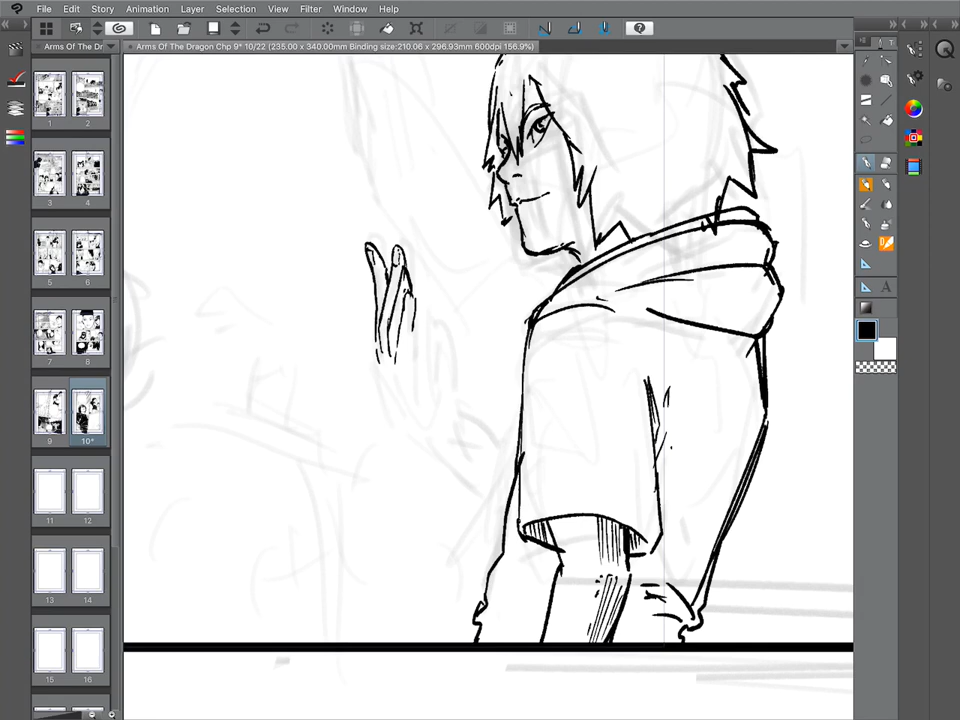 File Edit Story Animation Layer Selection View Filter Window Help
Arms Of The Dr
Arms Of The Dragon Chp 9* 10/22 (235.00 x 340.00mm Binding size:210.06 x 296.93mm 600dpi 156.9%)
T
1 2
3 4
5 6
7 8
A
9 10*
11 12
13 14
15 16